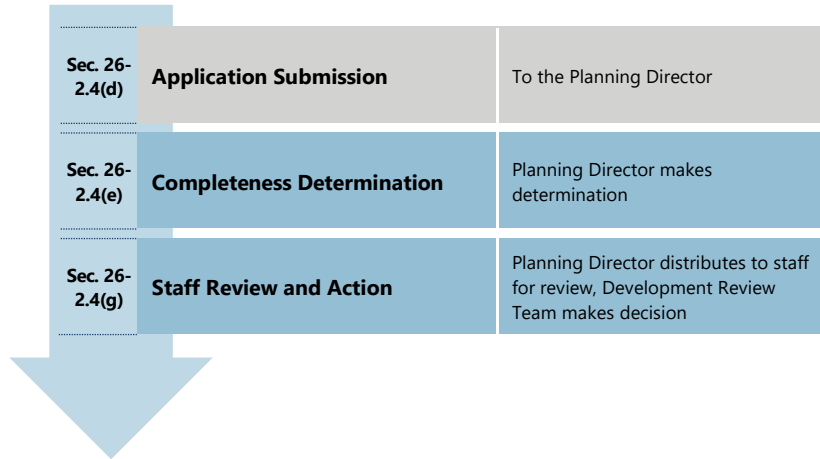 Sec. 26-
2.4(d)
Application Submission
To the Planning Director
Sec. 26-
2.4(e)
Completeness Determination
Planning Director makes
determination
Sec. 26-
2.4(g)
Staff Review and Action
Planning Director distributes to staff
for review, Development Review
Team makes decision